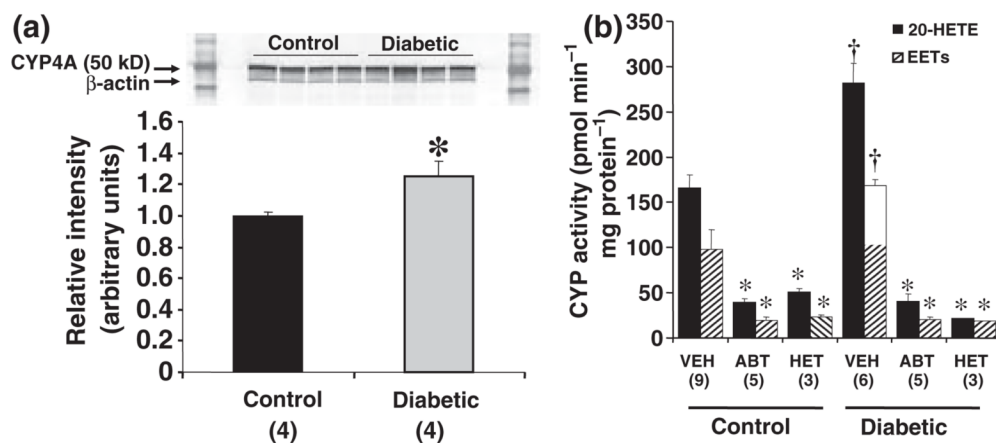 (a)
Control Diabetic
CYP4A (50 kD)
β-actin
Relative intensity
(arbitrary units)
1.6
1.4
1.2
1.0
0.8
0.6
0.4
0.2
0
*
Control Diabetic
(4) (4)
(b)
20-HETE
EETs
CYP activity (pmol min⁻¹
mg protein⁻¹)
350
300
250
200
150
100
50
0
† †
* * * * * * * *
VEH ABT HET VEH ABT HET
(9) (5) (3) (6) (5) (3)
Control Diabetic